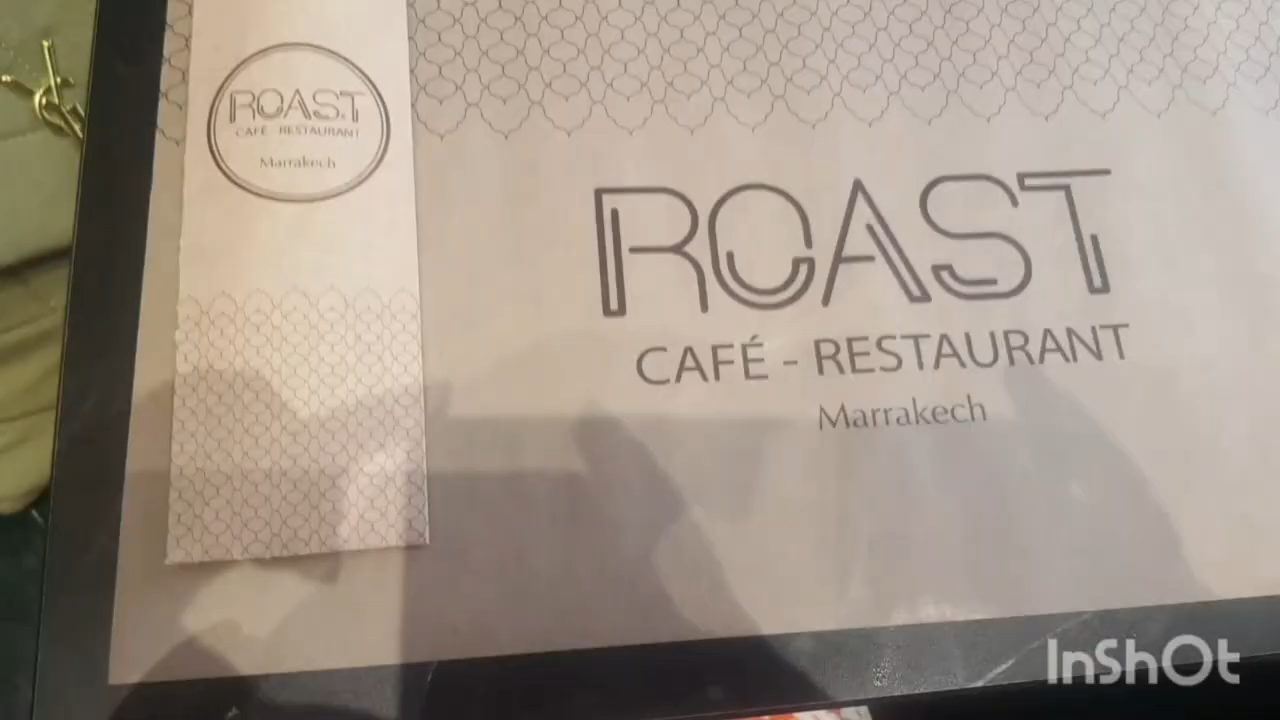 ROAST
CAFÉ - RESTAURANT
Marrakech
ROAST
CAFÉ - RESTAURANT
Marrakech
InShOt